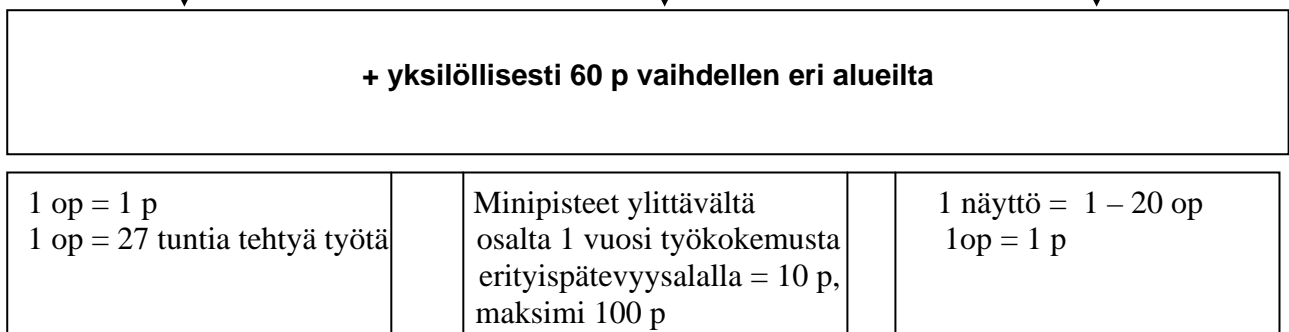 + yksilöllisesti 60 p vaihdellen eri alueilta
1 op = 1 p
1 op = 27 tuntia tehtyä työtä
Minipisteet ylittävältä
osalta 1 vuosi työkokemusta
erityispätevyysalalla = 10 p,
maksimi 100 p
1 näyttö = 1 – 20 op
1op = 1 p